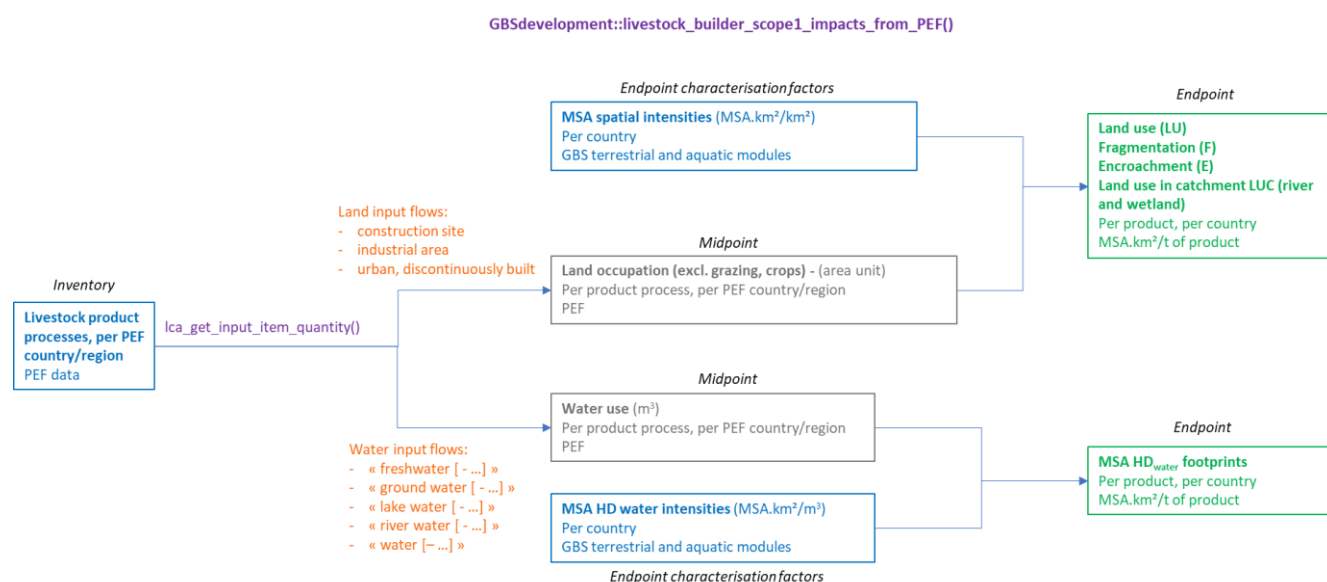 GBSdevelopment::livestock_builder_scope1_impacts_from_PEF()
Endpoint characterisation factors
MSA spatial intensities (MSA.km²/km²)
Per country
GBS terrestrial and aquatic modules
Endpoint
Land use (LU)
Fragmentation (F)
Encroachment (E)
Land use in catchment LUC (river
and wetland)
Per product, per country
MSA.km²/t of product
Land input flows:
- construction site
- industrial area
- urban, discontinuously built
Midpoint
Land occupation (excl. grazing, crops) - (area unit)
Per product process, per PEF country/region
PEF
Inventory
Livestock product
processes, per PEF
country/region
PEF data
lca_get_input_item_quantity()
Midpoint
Water use (m³)
Per product process, per PEF country/region
PEF
Water input flows:
- « freshwater [ - ...] »
- « ground water [ - ...] »
- « lake water [ - ...] »
- « river water [ - ...] »
- « water [– ...] »
MSA HD water intensities (MSA.km²/m³)
Per country
GBS terrestrial and aquatic modules
Endpoint characterisation factors
Endpoint
MSA HDwater footprints
Per product, per country
MSA.km²/t of product